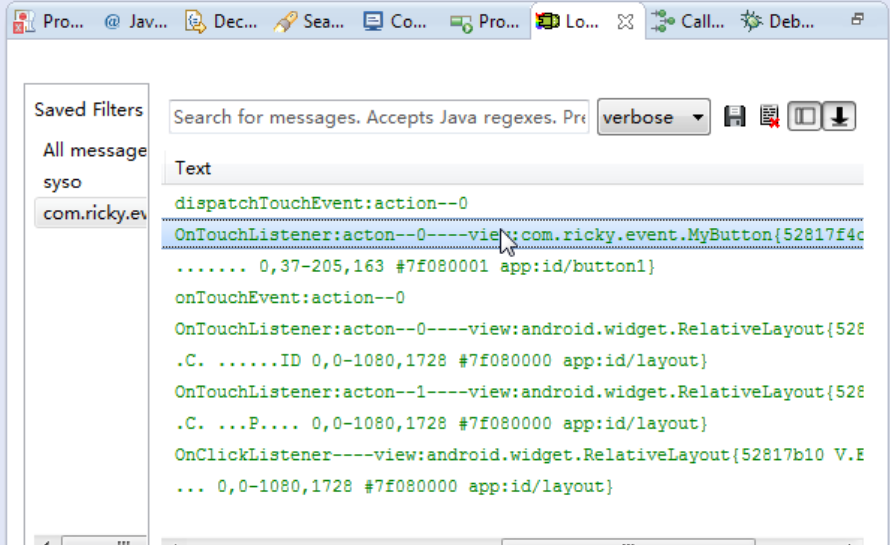 Pro... @ Jav... Dec... Sea... Co... Pro... Lo... Call... Deb...
Saved Filters
All message
syso
com.ricky.ev
Search for messages. Accepts Java regexes. Pre
verbose
Text
dispatchTouchEvent:action--0
OnTouchListener:acton--0----view:com.ricky.event.MyButton{52817f4c
....... 0,37-205,163 #7f080001 app:id/button1}
onTouchEvent:action--0
OnTouchListener:acton--0----view:android.widget.RelativeLayout{528
.C. ......ID 0,0-1080,1728 #7f080000 app:id/layout}
OnTouchListener:acton--1----view:android.widget.RelativeLayout{528
.C. ...P.... 0,0-1080,1728 #7f080000 app:id/layout}
OnClickListener----view:android.widget.RelativeLayout{52817b10 V.E
... 0,0-1080,1728 #7f080000 app:id/layout}